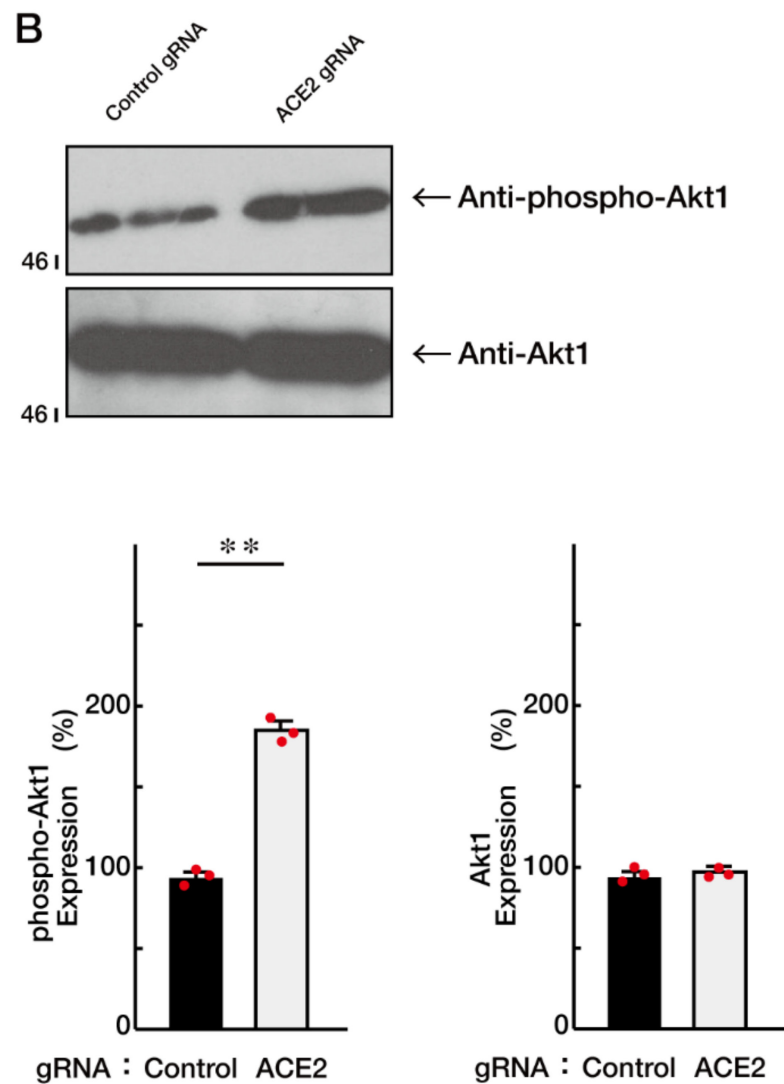 B
Control gRNA
ACE2 gRNA
← Anti-phospho-Akt1
46
← Anti-Akt1
46
**
phospho-Akt1
Expression (%)
200
100
0
gRNA : Control ACE2
Akt1
Expression (%)
200
100
0
gRNA : Control ACE2